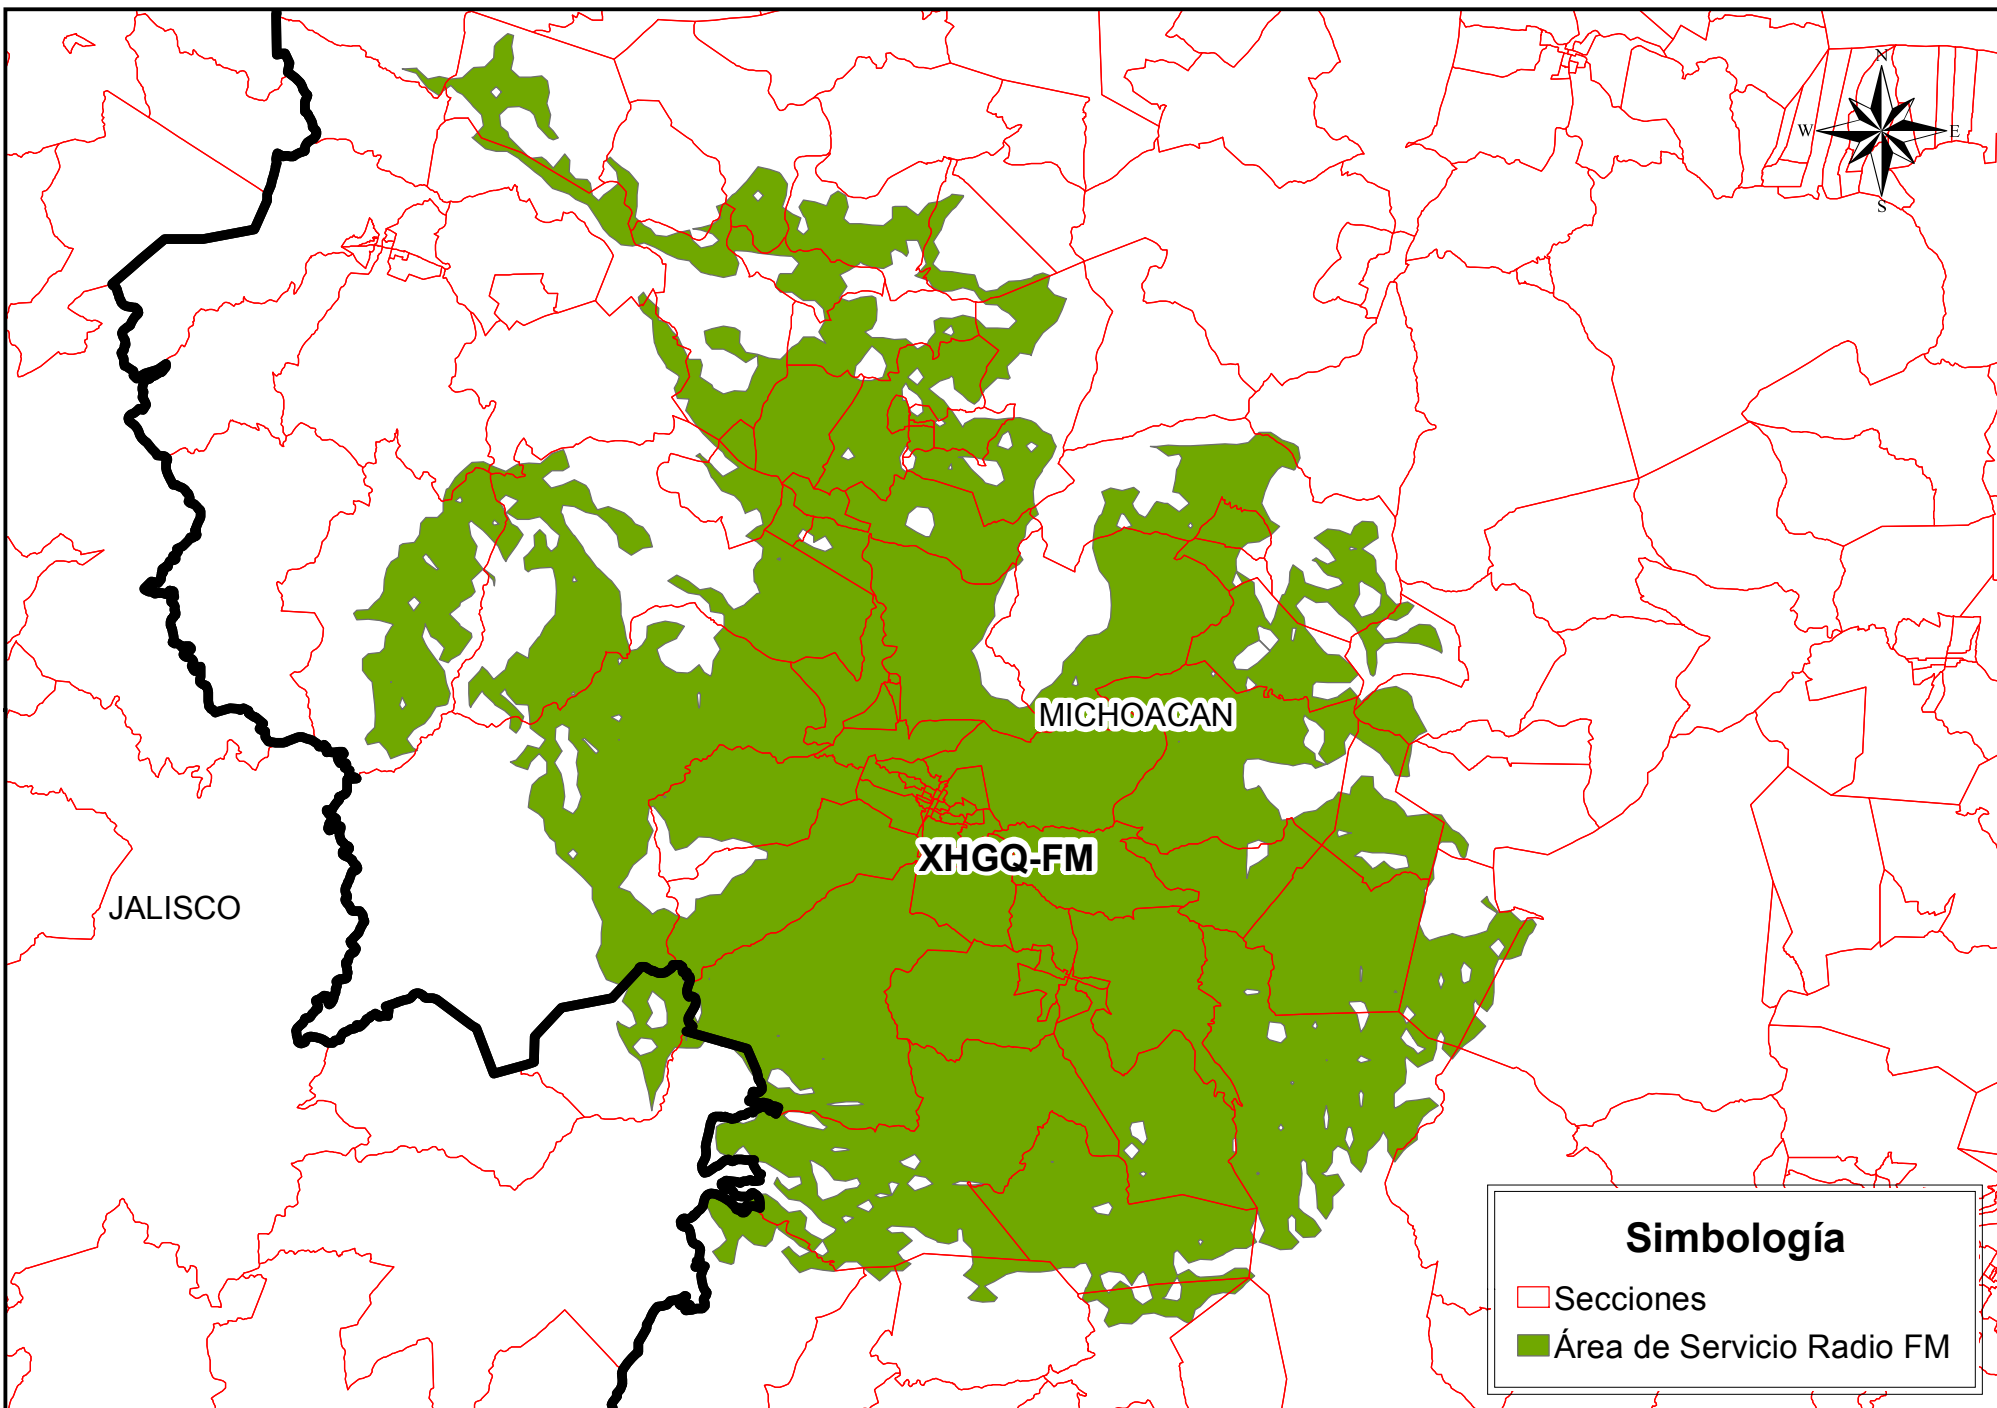 N
W E
S
MICHOACAN
XHGQ-FM
JALISCO
Simbología
Secciones
Área de Servicio Radio FM